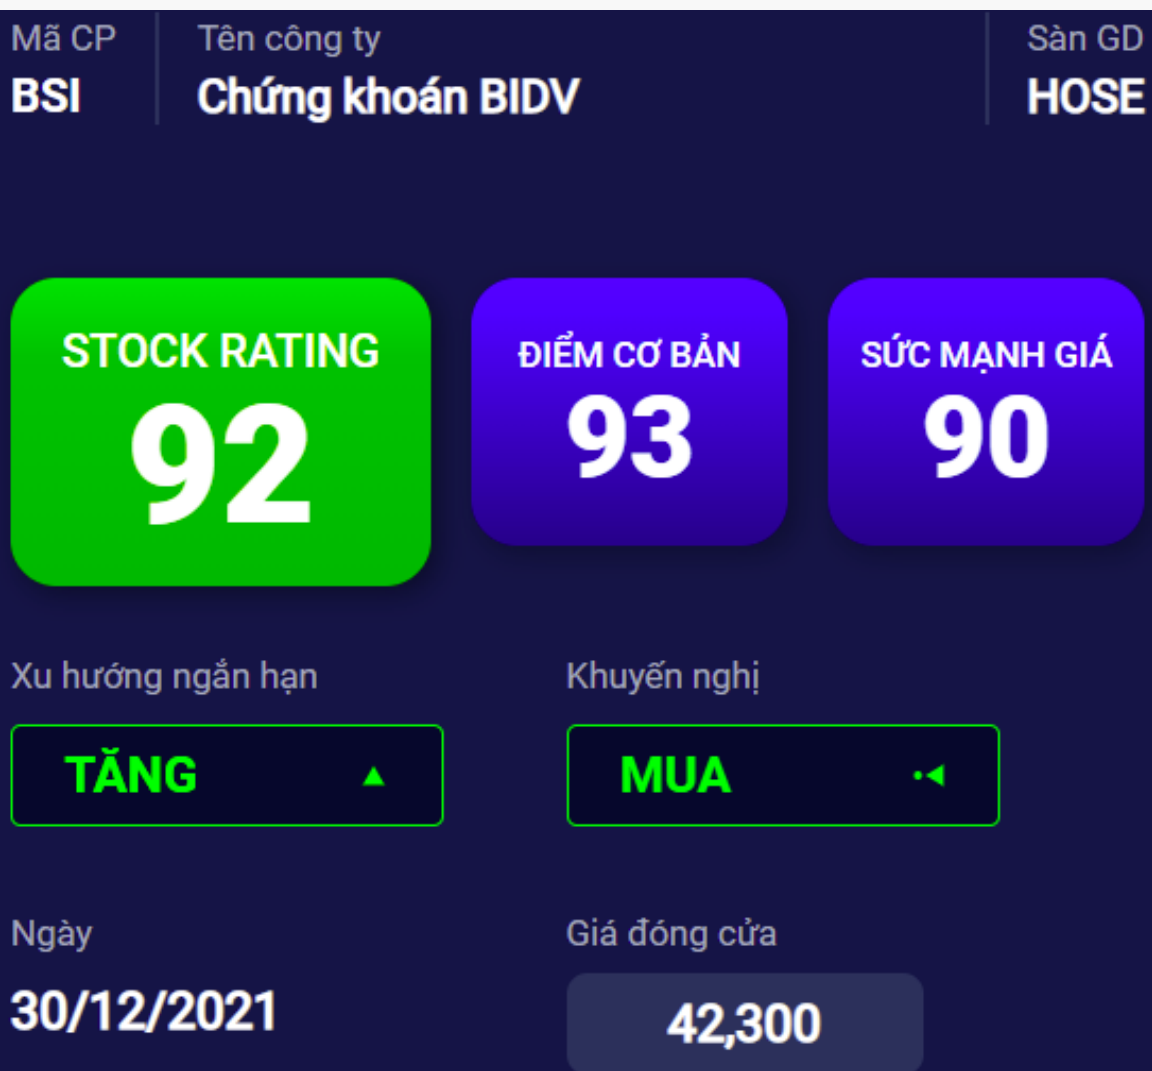 Mã CP
Tên công ty
Sàn GD
BSI
Chứng khoán BIDV
HOSE
STOCK RATING
92
ĐIỂM CƠ BẢN
93
SỨC MẠNH GIÁ
90
Xu hướng ngắn hạn
Khuyến nghị
TĂNG
MUA
Ngày
Giá đóng cửa
30/12/2021
42,300